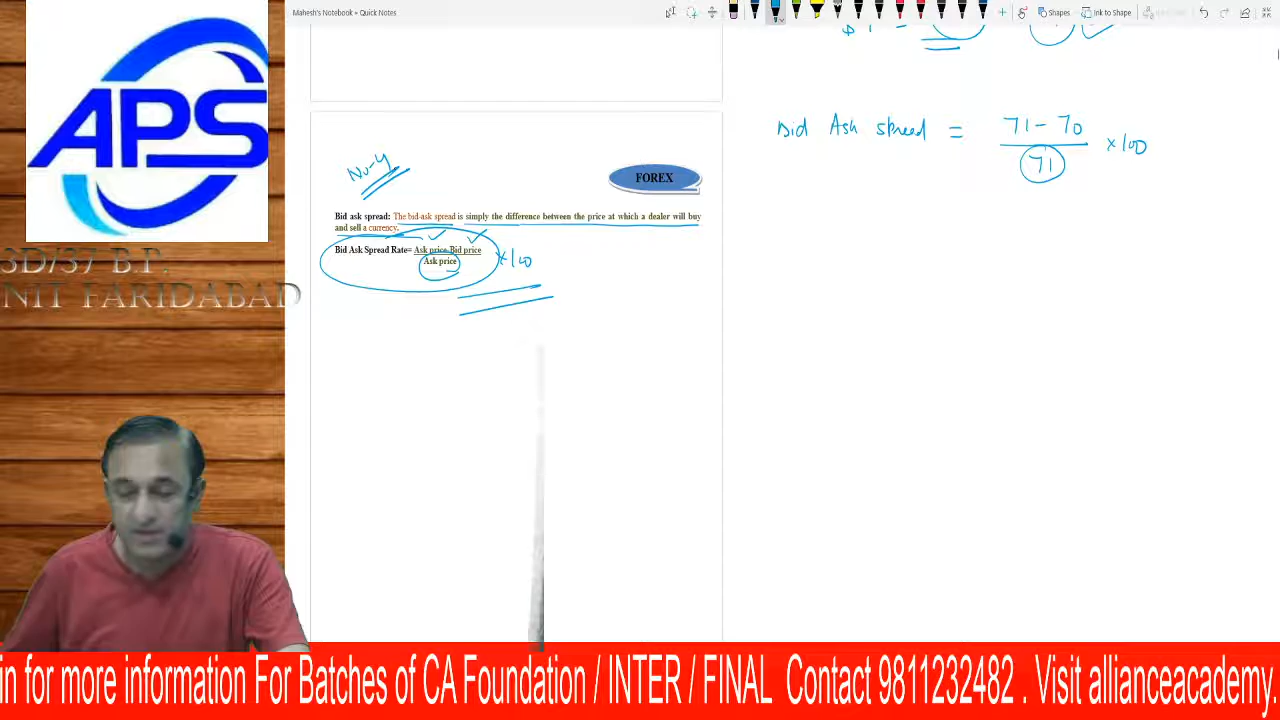 APS
3D/37 B.P.
NIT FARIDABAD
Mahesh's Notebook » Quick Notes
Shapes
Ink to Shape
$ 1 =
Bid Ask spread = 71 - 70 × 100
71
No-4
FOREX
Bid ask spread: The bid-ask spread is simply the difference between the price at which a dealer will buy
and sell a currency.
Bid Ask Spread Rate= Ask price-Bid price × 100
Ask price
in for more information For Batches of CA Foundation / INTER / FINAL Contact 9811232482 . Visit allianceacademy.